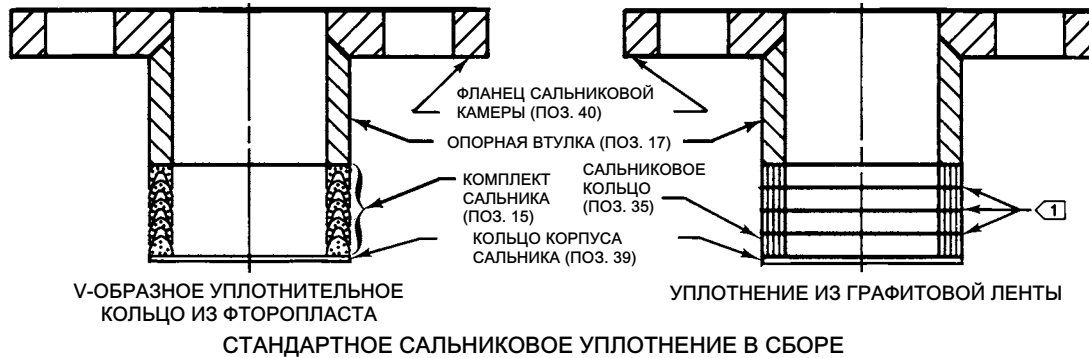 ФЛАНЕЦ САЛЬНИКОВОЙ
КАМЕРЫ (ПОЗ. 40)
ОПОРНАЯ ВТУЛКА (ПОЗ. 17)
КОМПЛЕКТ
САЛЬНИКА
(ПОЗ. 15)
САЛЬНИКОВОЕ
КОЛЬЦО
(ПОЗ. 35)
1
КОЛЬЦО КОРПУСА
САЛЬНИКА (ПОЗ. 39)
V-ОБРАЗНОЕ УПЛОТНИТЕЛЬНОЕ
КОЛЬЦО ИЗ ФТОРОПЛАСТА
УПЛОТНЕНИЕ ИЗ ГРАФИТОВОЙ ЛЕНТЫ
СТАНДАРТНОЕ САЛЬНИКОВОЕ УПЛОТНЕНИЕ В СБОРЕ